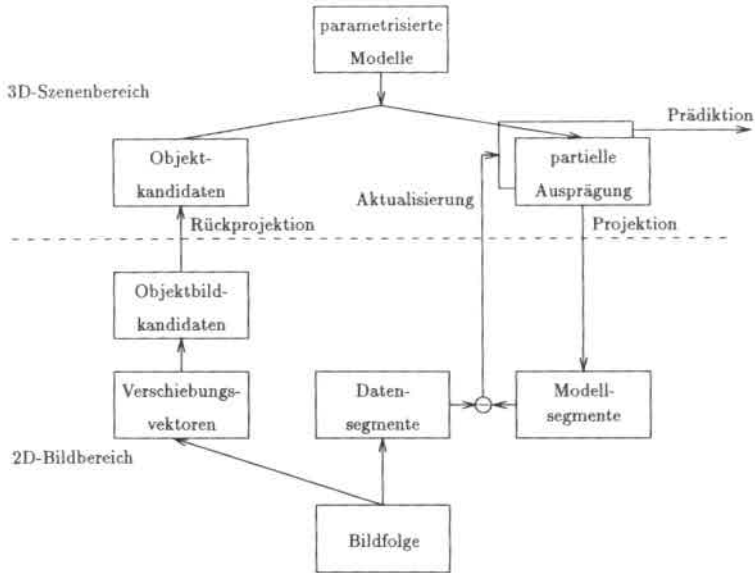 parametrisierte
Modelle
3D-Szenenbereich
Prädiktion
Objekt-
kandidaten
partielle
Ausprägung
Aktualisierung
Rückprojektion
Projektion
Objektbild-
kandidaten
Verschiebungs-
vektoren
Daten-
segmente
Modell-
segmente
2D-Bildbereich
Bildfolge